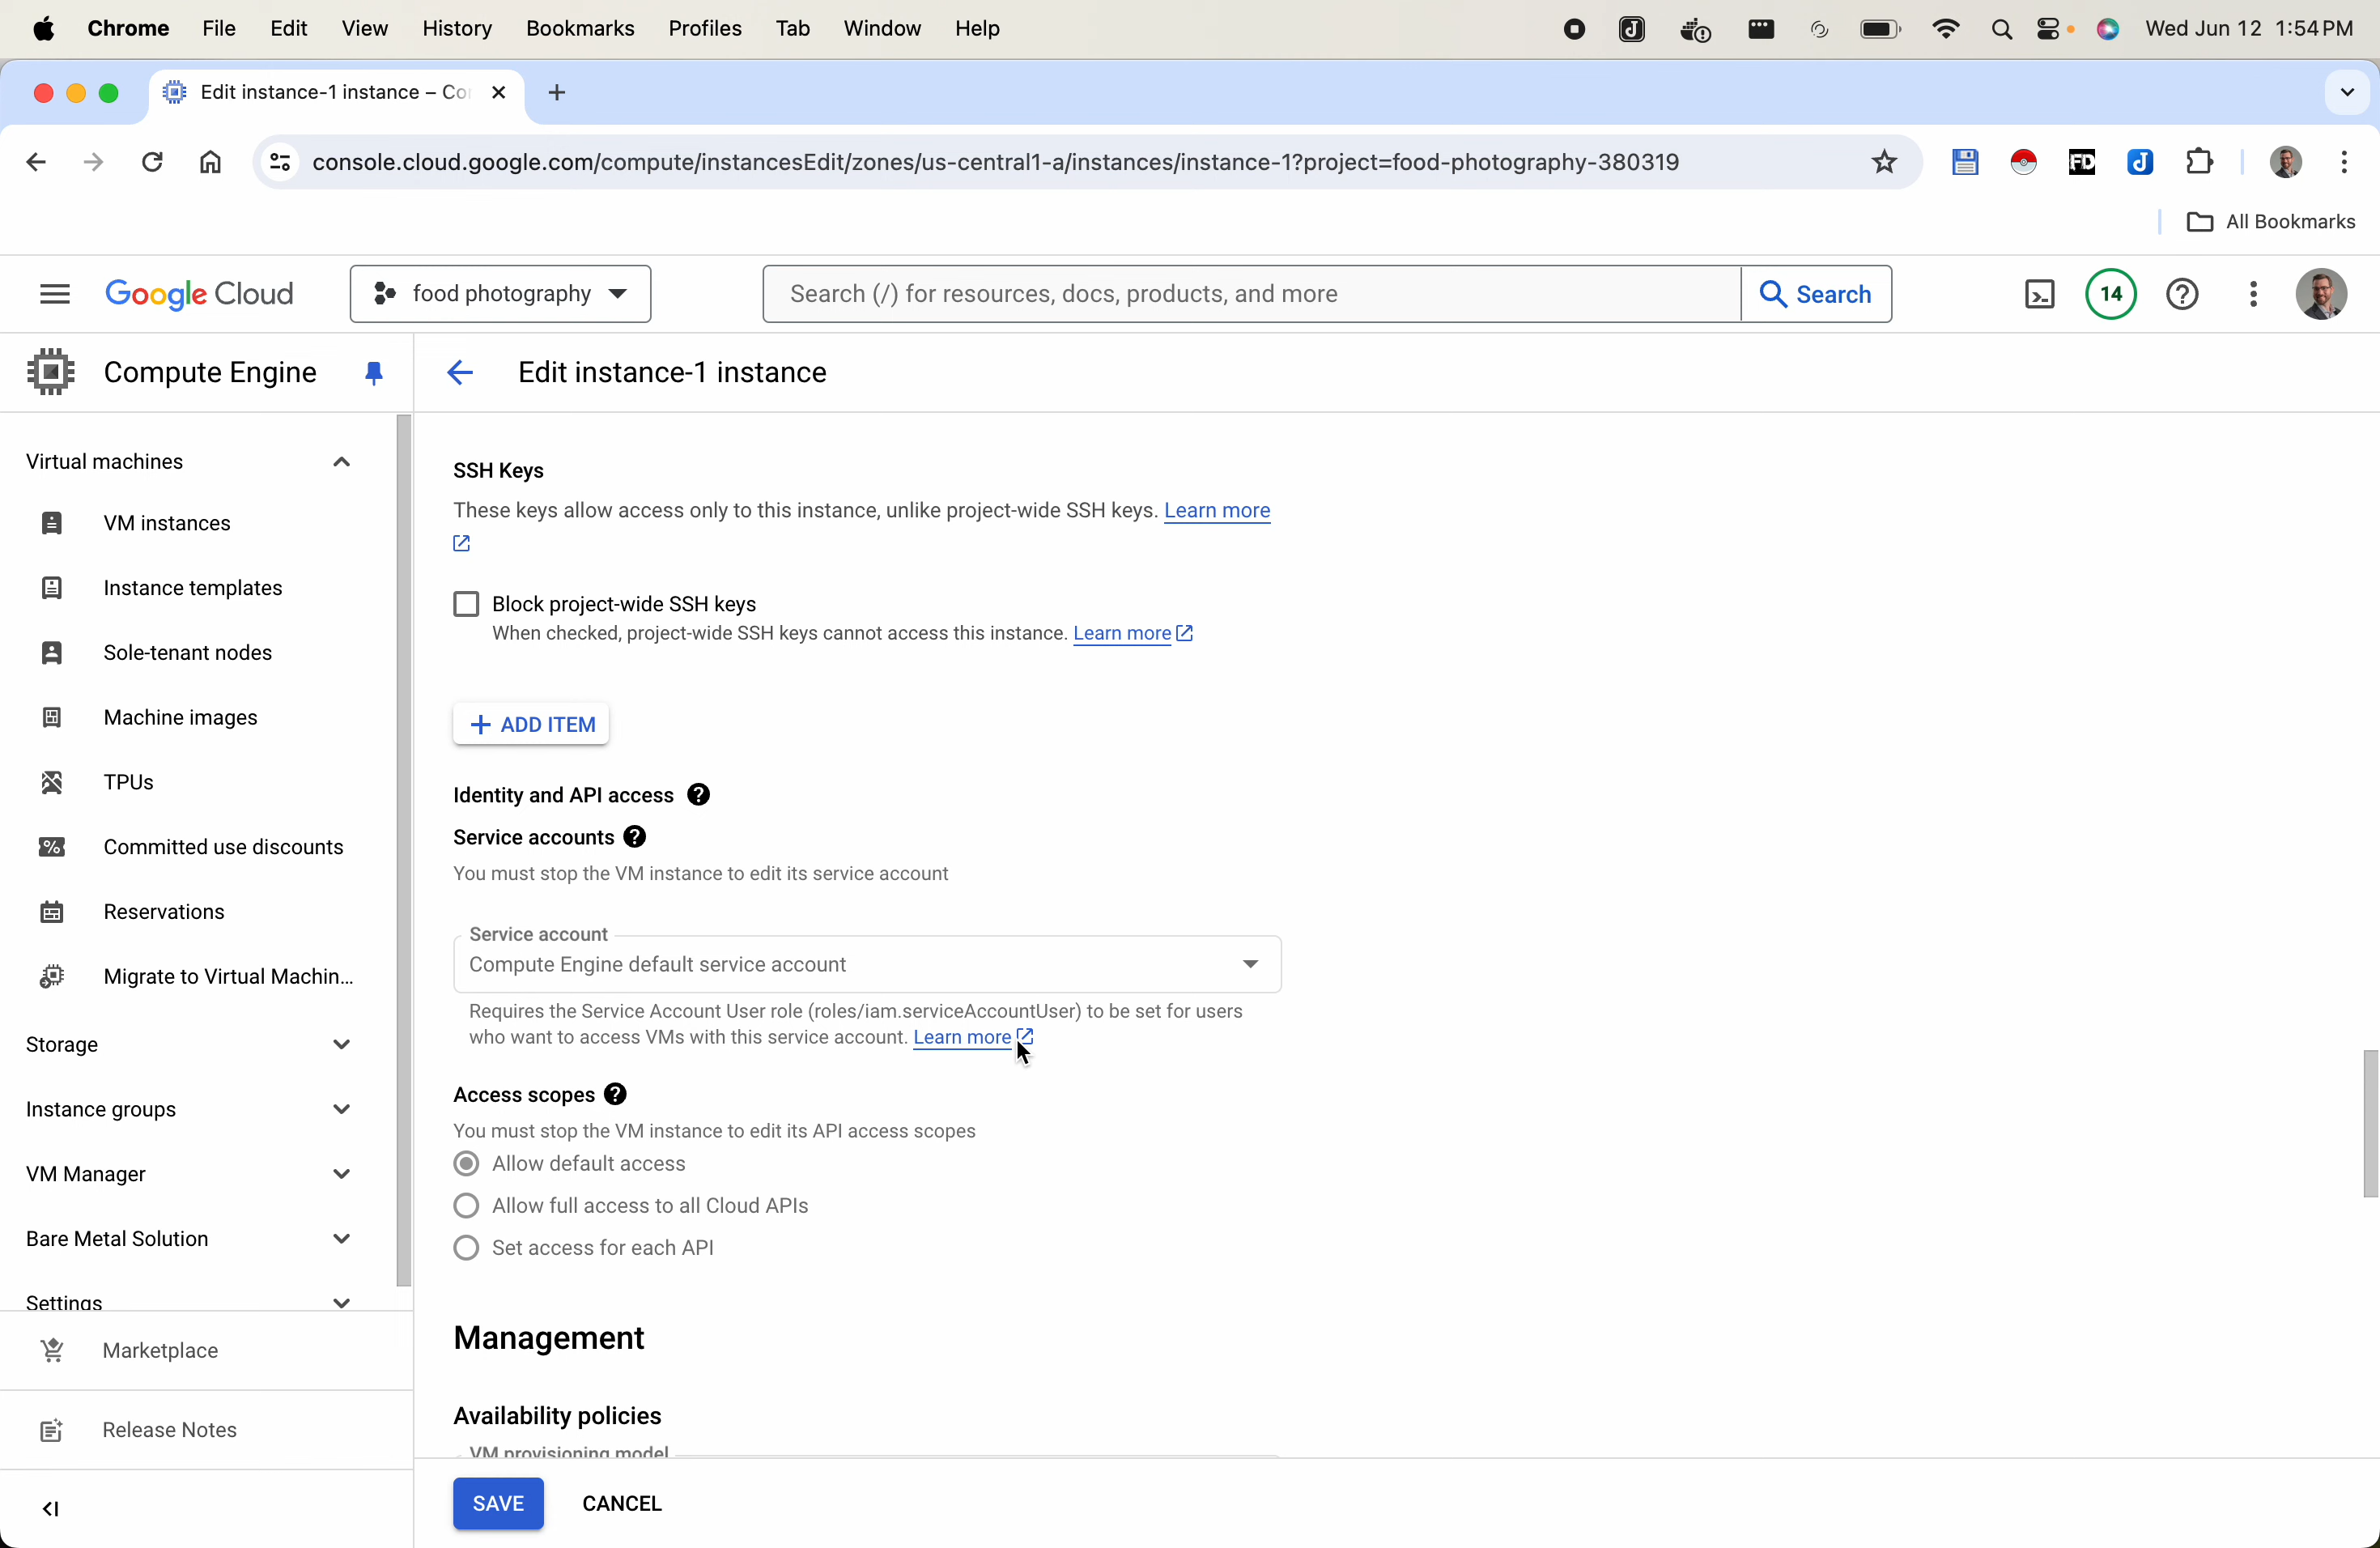 Chrome File Edit View History Bookmarks Profiles Tab Window Help
Wed Jun 12 1:54 PM
Edit instance-1 instance – Co
console.cloud.google.com/compute/instancesEdit/zones/us-central1-a/instances/instance-1?project=food-photography-380319
FD
All Bookmarks
Google Cloud
food photography
Search (/) for resources, docs, products, and more
Search
14
Compute Engine
Edit instance-1 instance
Virtual machines
VM instances
Instance templates
Sole-tenant nodes
Machine images
TPUs
Committed use discounts
Reservations
Migrate to Virtual Machin...
Storage
Instance groups
VM Manager
Bare Metal Solution
Settings
Marketplace
Release Notes
SSH Keys
These keys allow access only to this instance, unlike project-wide SSH keys. Learn more
Block project-wide SSH keys
When checked, project-wide SSH keys cannot access this instance. Learn more
+ ADD ITEM
Identity and API access
Service accounts
You must stop the VM instance to edit its service account
Service account
Compute Engine default service account
Requires the Service Account User role (roles/iam.serviceAccountUser) to be set for users
who want to access VMs with this service account. Learn more
Access scopes
You must stop the VM instance to edit its API access scopes
Allow default access
Allow full access to all Cloud APIs
Set access for each API
Management
Availability policies
VM provisioning model
SAVE
CANCEL